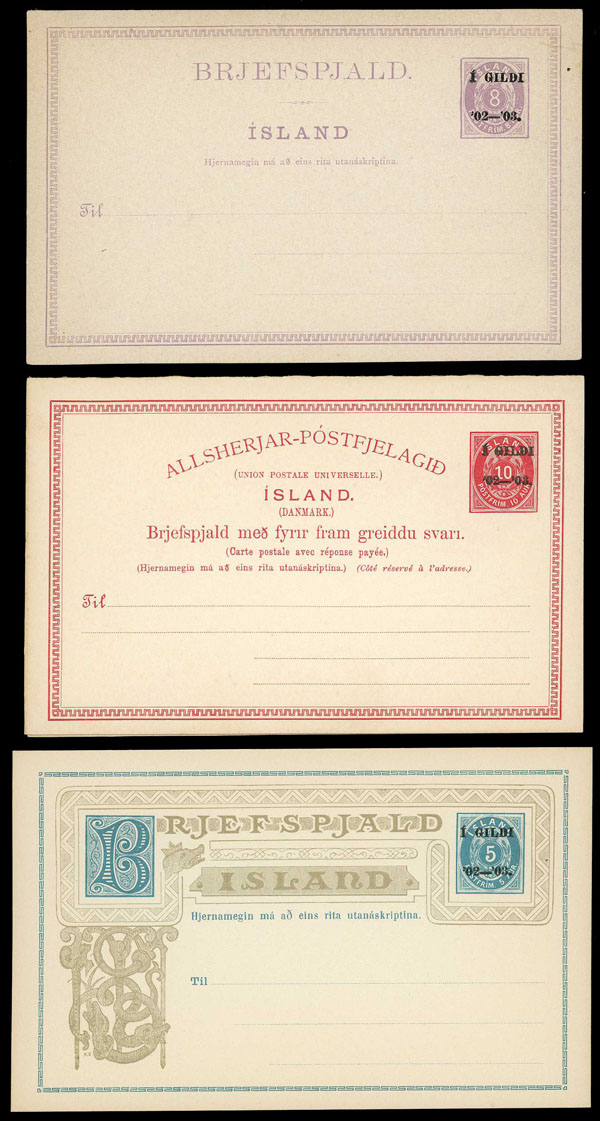 BRJEFSPJALD.
ÍSLAND
Í GILDI
8
'02—'03.
Hjernamegin má að eins rita utanáskriptina.
Til
ALLSHERJAR-PÓSTFJELAGIÐ
(UNION POSTALE UNIVERSELLE.)
ÍSLAND.
(DANMARK.)
Í GILDI
10
'02—'03.
PÓSTFRIM 10 AUR
Brjefspjald með fyrir fram greiddu svari.
(Carte postale avec réponse payée.)
(Hjernamegin má að eins rita utanáskriptina.) (Côté réservé à l'adresse.)
Til
BRJEFSPJALD
ÍSLAND
Í GILDI
5
'02—'03.
Hjernamegin má að eins rita utanáskriptina.
Til